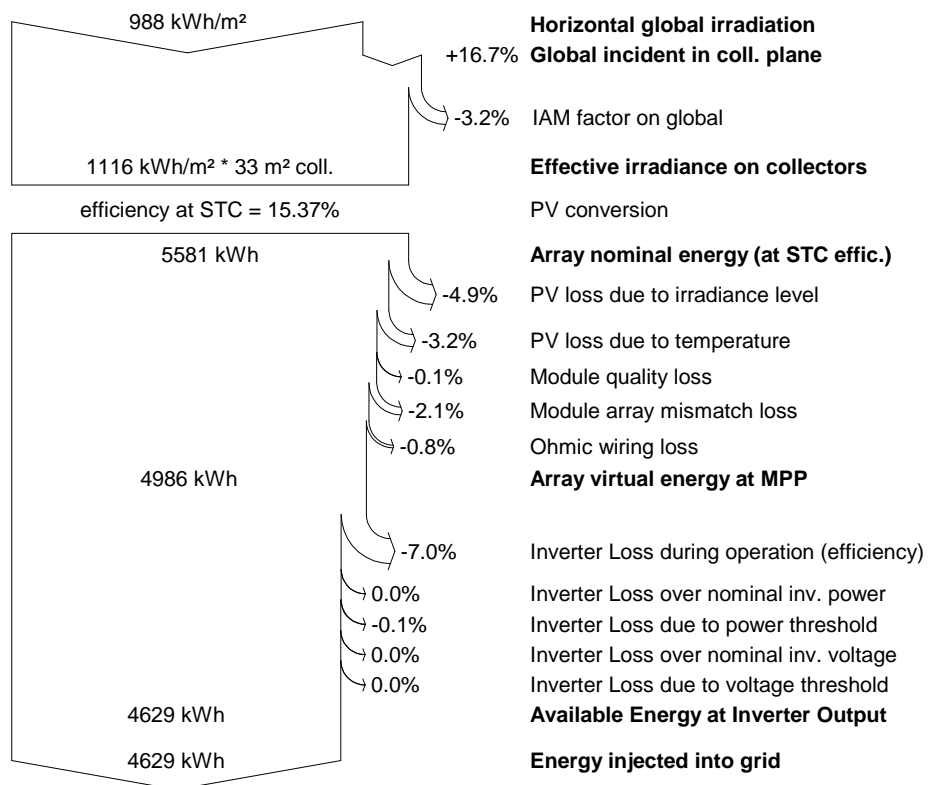 988 kWh/m² Horizontal global irradiation
+16.7% Global incident in coll. plane
-3.2% IAM factor on global
1116 kWh/m² * 33 m² coll. Effective irradiance on collectors
efficiency at STC = 15.37% PV conversion
5581 kWh Array nominal energy (at STC effic.)
-4.9% PV loss due to irradiance level
-3.2% PV loss due to temperature
-0.1% Module quality loss
-2.1% Module array mismatch loss
-0.8% Ohmic wiring loss
4986 kWh Array virtual energy at MPP
-7.0% Inverter Loss during operation (efficiency)
0.0% Inverter Loss over nominal inv. power
-0.1% Inverter Loss due to power threshold
0.0% Inverter Loss over nominal inv. voltage
0.0% Inverter Loss due to voltage threshold
4629 kWh Available Energy at Inverter Output
4629 kWh Energy injected into grid